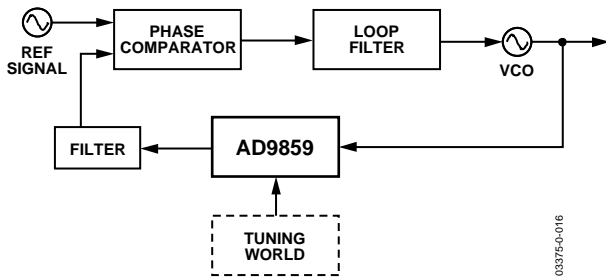 REF
SIGNAL
PHASE
COMPARATOR
LOOP
FILTER
VCO
FILTER
AD9859
TUNING
WORLD
03375-0-016